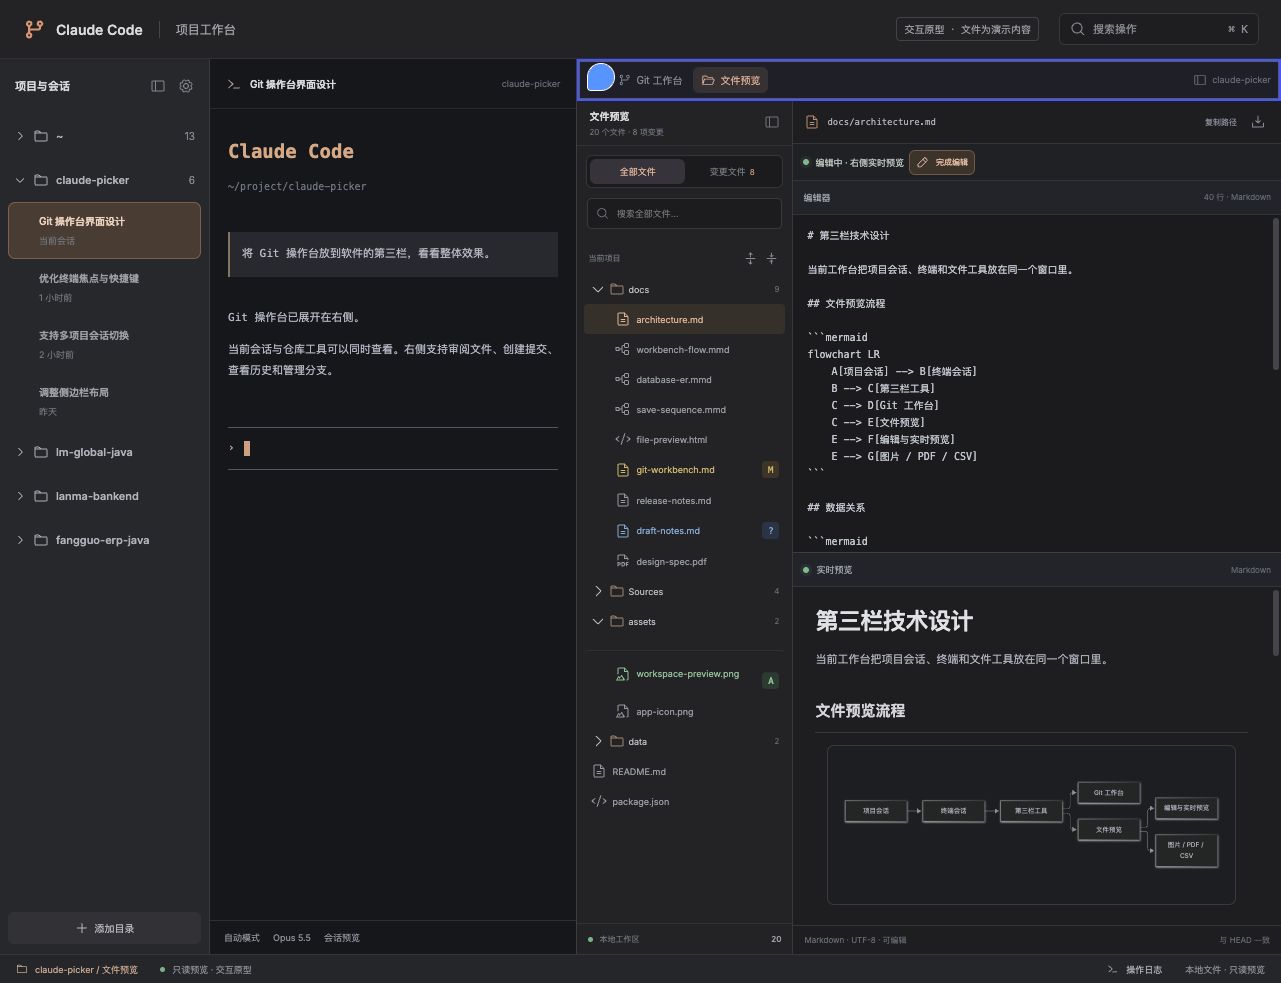 Claude Code
项目工作台
交互原型 · 文件为演示内容
搜索操作
⌘ K
项目与会话
~
13
claude-picker
6
Git 操作台界面设计
当前会话
优化终端焦点与快捷键
1 小时前
支持多项目会话切换
2 小时前
调整侧边栏布局
昨天
lm-global-java
lanma-bankend
fangguo-erp-java
添加目录
>_ Git 操作台界面设计
claude-picker
Claude Code
~/project/claude-picker
将 Git 操作台放到软件的第三栏，看看整体效果。
Git 操作台已展开在右侧。
当前会话与仓库工具可以同时查看。右侧支持审阅文件、创建提交、
查看历史和管理分支。
›
自动模式
Opus 5.5
会话预览
Git 工作台
文件预览
claude-picker
文件预览
20 个文件 · 8 项变更
全部文件
变更文件 8
搜索全部文件...
当前项目
docs
9
architecture.md
workbench-flow.mmd
database-er.mmd
save-sequence.mmd
file-preview.html
git-workbench.md
M
release-notes.md
draft-notes.md
?
PDF
design-spec.pdf
Sources
4
assets
2
workspace-preview.png
A
app-icon.png
data
2
README.md
package.json
本地工作区
20
docs/architecture.md
复制路径
编辑中 · 右侧实时预览
完成编辑
编辑器
40 行 · Markdown
# 第三栏技术设计
当前工作台把项目会话、终端和文件工具放在同一个窗口里。
## 文件预览流程
```mermaid
flowchart LR
A[项目会话] --> B[终端会话]
B --> C[第三栏工具]
C --> D[Git 工作台]
C --> E[文件预览]
E --> F[编辑与实时预览]
E --> G[图片 / PDF / CSV]
```
## 数据关系
```mermaid
实时预览
Markdown
第三栏技术设计
当前工作台把项目会话、终端和文件工具放在同一个窗口里。
文件预览流程
项目会话
终端会话
第三栏工具
Git 工作台
文件预览
编辑与实时预览
图片 / PDF /
CSV
Markdown · UTF-8 · 可编辑
与 HEAD 一致
claude-picker / 文件预览
只读预览 · 交互原型
>_ 操作日志
本地文件 · 只读预览